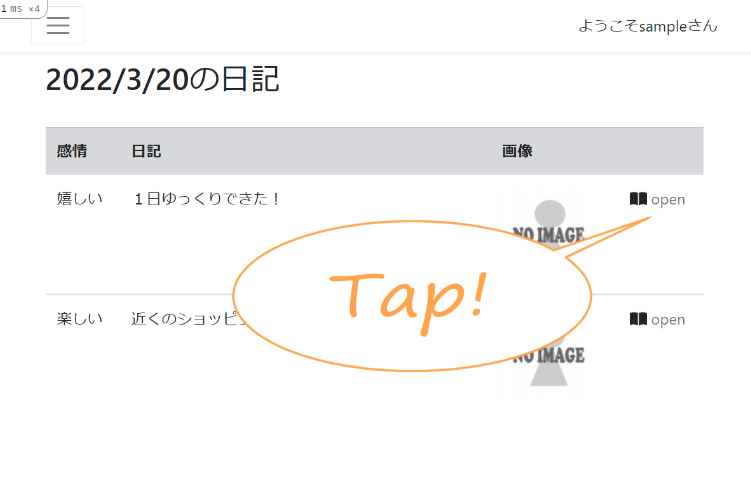 1 ms ×4
ようこそsampleさん
2022/3/20の日記
感情 日記 画像
嬉しい １日ゆっくりできた！ NO IMAGE open
Tap!
楽しい 近くのショッピ NO IMAGE open